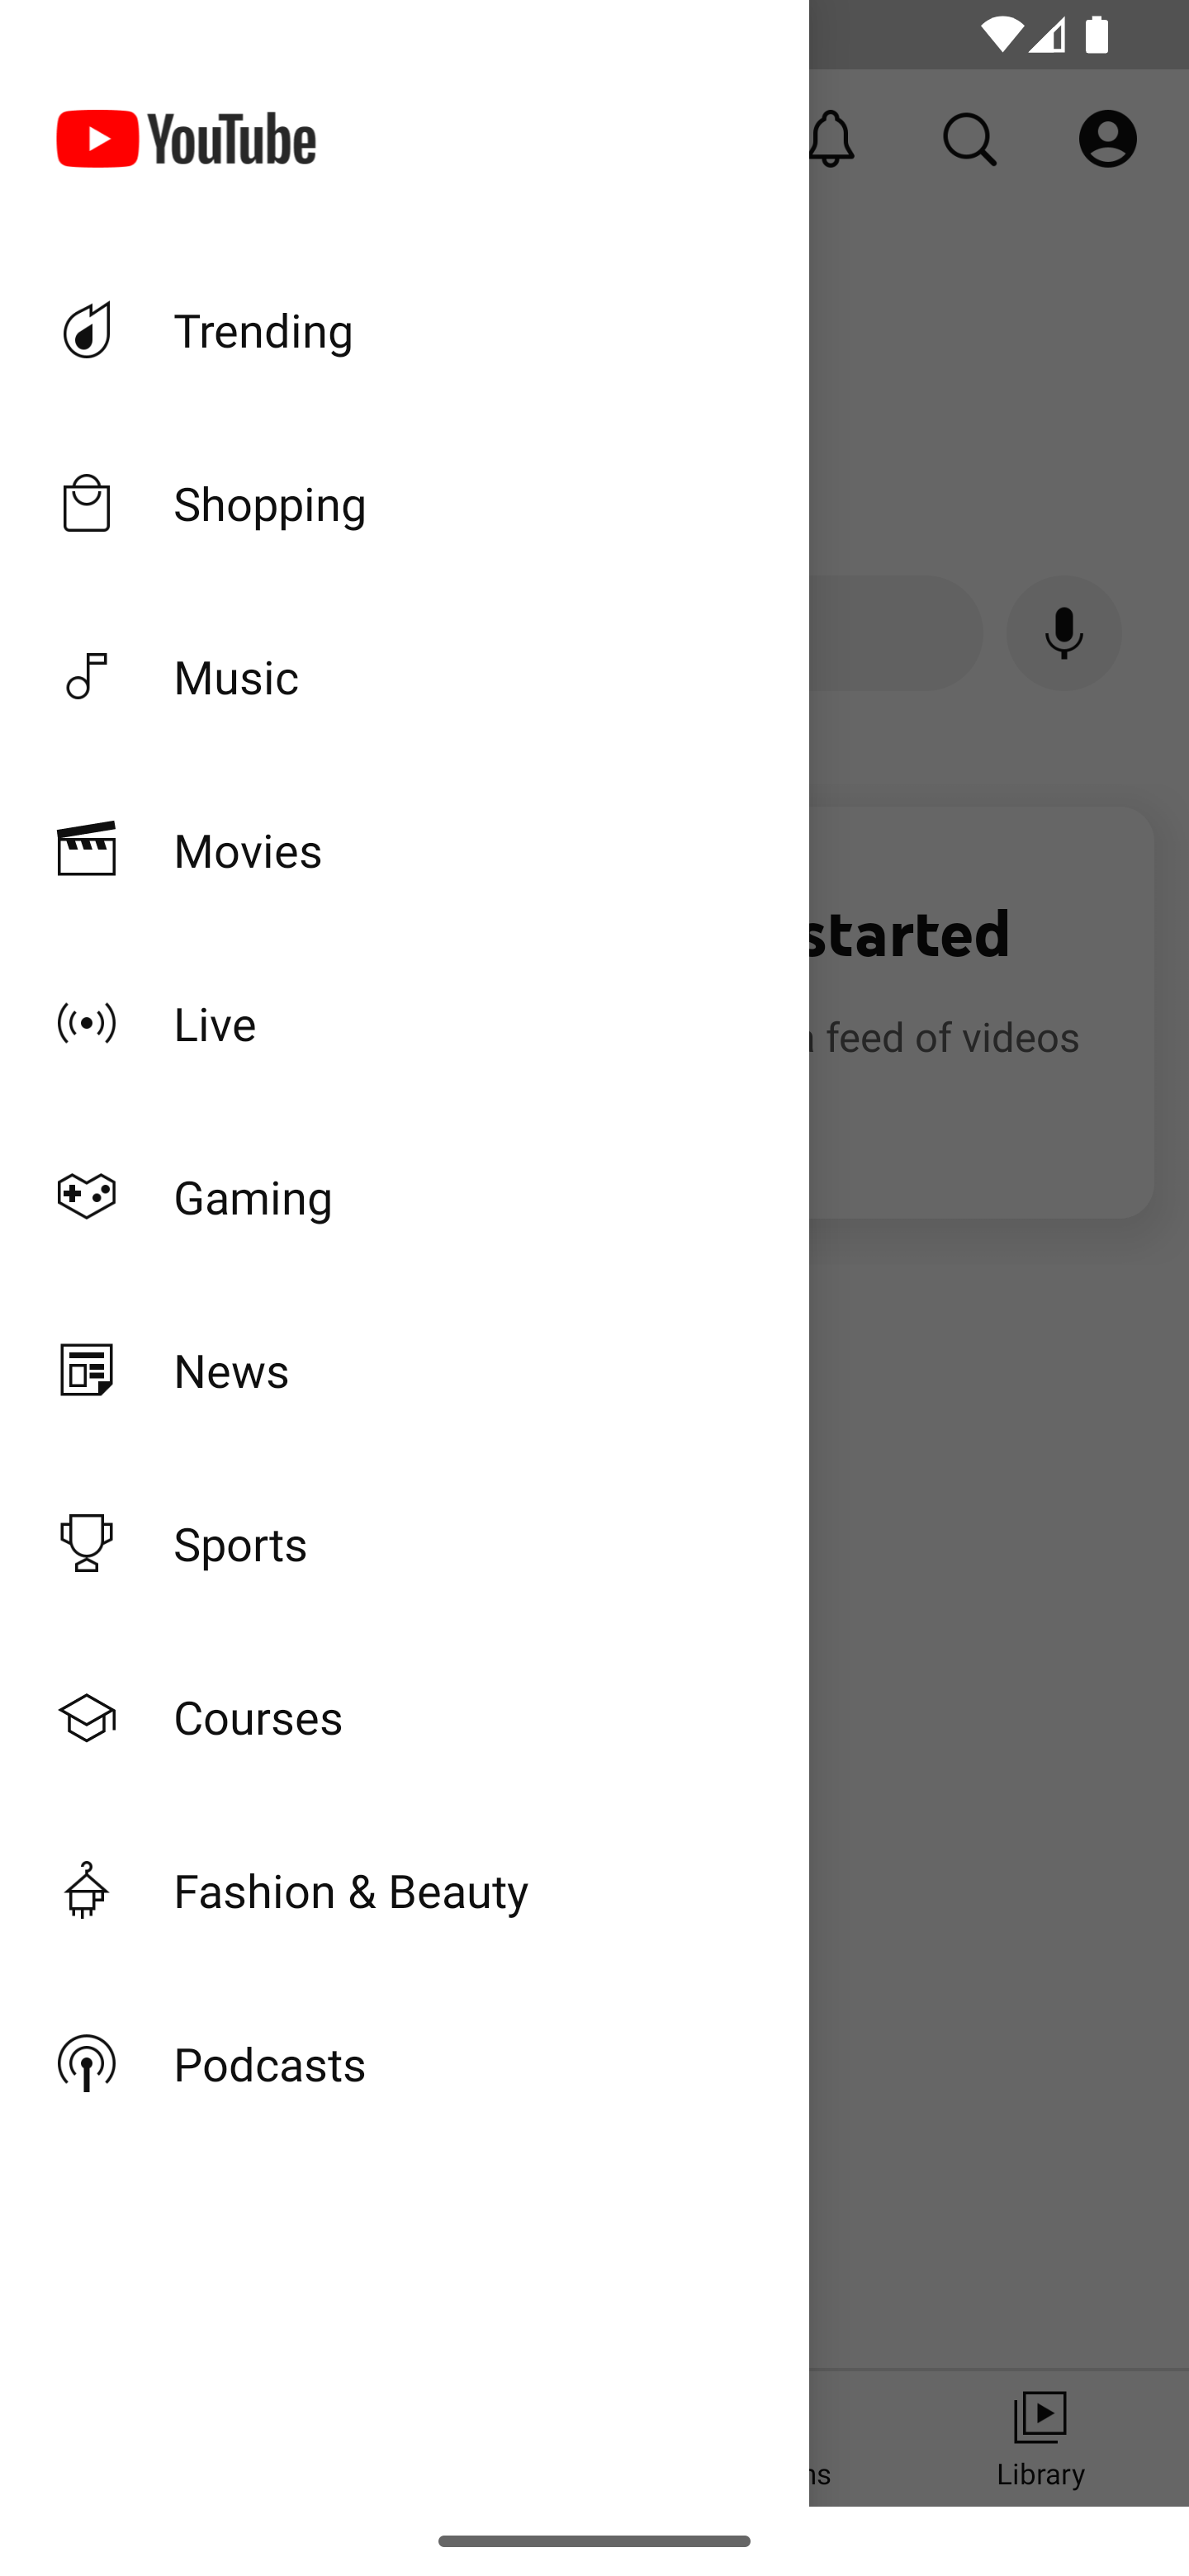 YouTube
Trending
Shopping
Music
Movies
Live
Gaming
News
Sports
Courses
Fashion & Beauty
Podcasts
started
feed of videos
Library